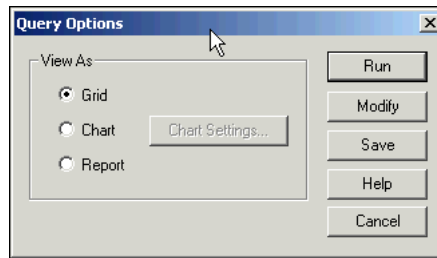 Query Options
View As
Grid
Chart
Chart Settings...
Report
Run
Modify
Save
Help
Cancel